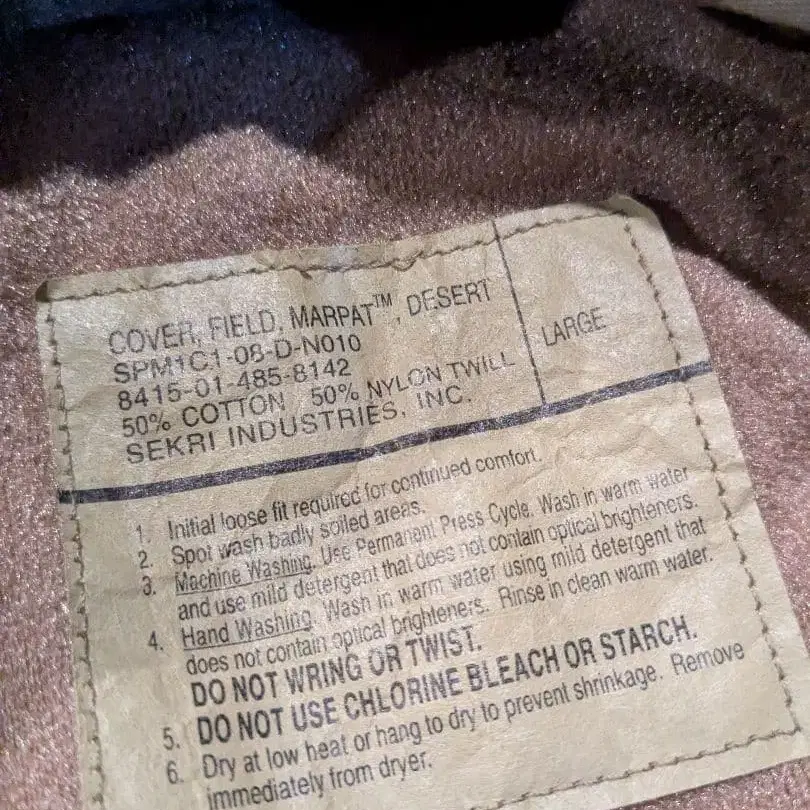 COVER, FIELD, MARPAT™, DESERT
SPM1C1-08-D-N010
8415-01-485-8142
50% COTTON 50% NYLON TWILL
SEKRI INDUSTRIES, INC.
LARGE
1. Initial loose fit required for continued comfort.
2. Spot wash badly soiled areas.
3. Machine Washing. Use Permanent Press Cycle. Wash in warm water
and use mild detergent that does not contain optical brighteners.
4. Hand Washing. Wash in warm water using mild detergent that
does not contain optical brighteners. Rinse in clean warm water.
DO NOT WRING OR TWIST.
5. DO NOT USE CHLORINE BLEACH OR STARCH.
6. Dry at low heat or hang to dry to prevent shrinkage. Remove
immediately from dryer.